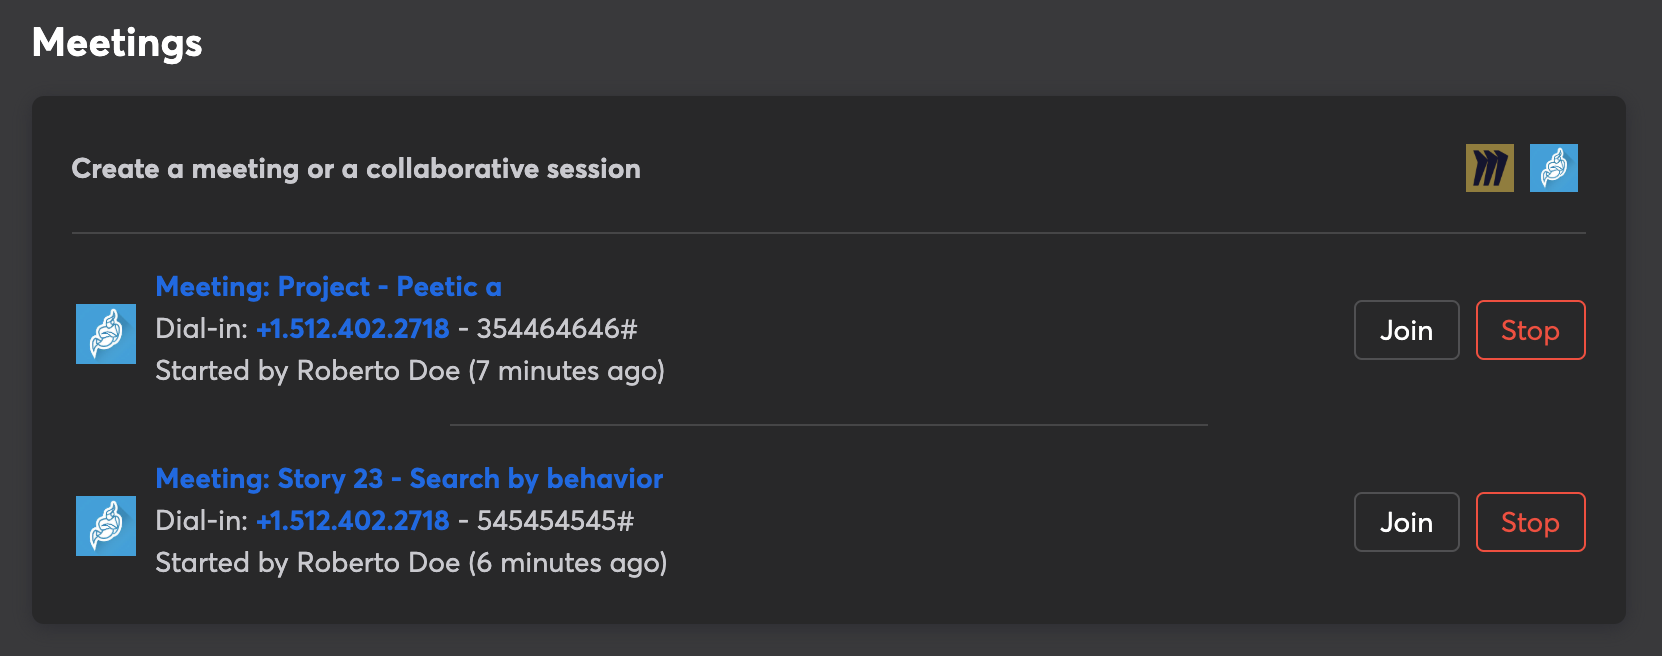 Meetings
Create a meeting or a collaborative session
Meeting: Project - Peetic a
Dial-in: +1.512.402.2718 - 354464646#
Started by Roberto Doe (7 minutes ago)
Join
Stop
Meeting: Story 23 - Search by behavior
Dial-in: +1.512.402.2718 - 545454545#
Started by Roberto Doe (6 minutes ago)
Join
Stop